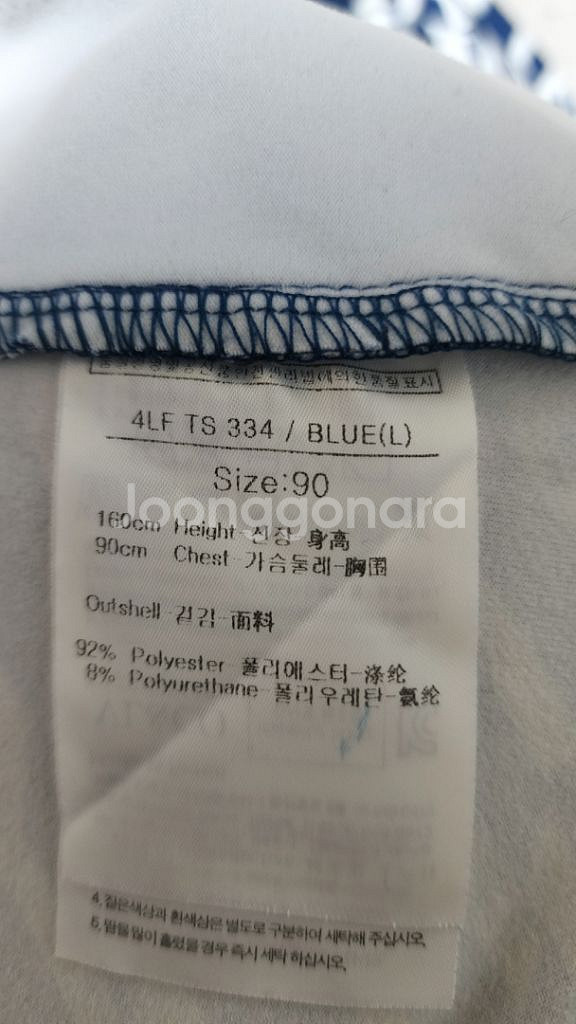 4LF TS 334 / BLUE(L)
Size:90
loonggonara
160cm Height-신장 身高
90cm Chest-가슴둘레-胸围
Outshell-겉감-面料
92% Polyester-폴리에스터-涤纶
8% Polyurethane-폴리우레탄-氨纶
4. 짙은색상과 흰색상은 별도로 구분하여 세탁해 주십시오.
5. 땀을 많이 흘렸을 경우 즉시 세탁 하십시오.